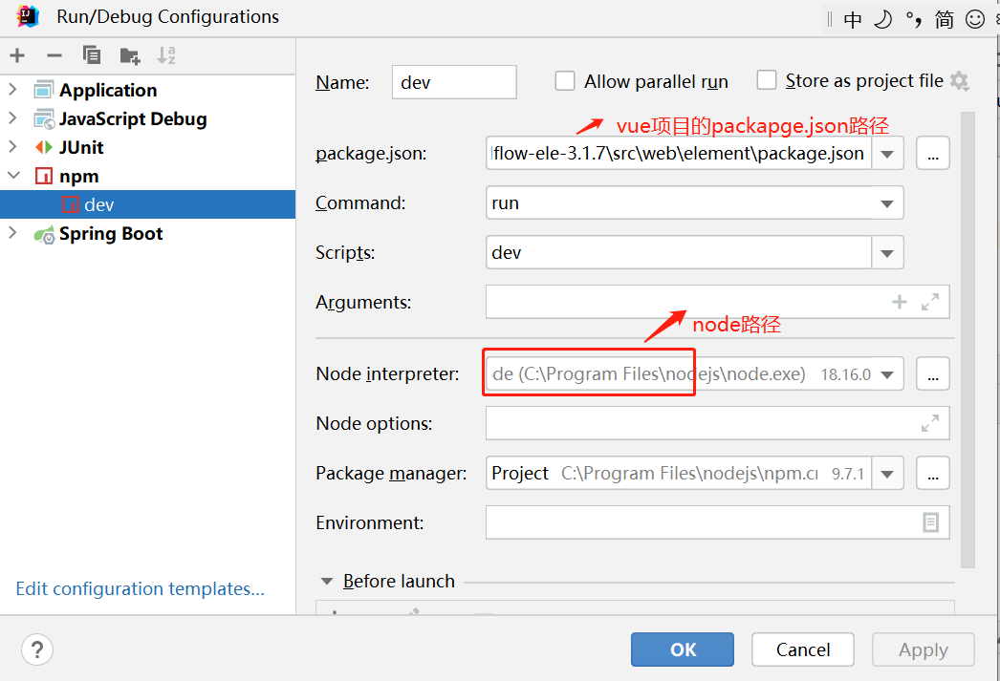 Run/Debug Configurations
中 简
Application
JavaScript Debug
JUnit
npm
dev
Spring Boot
Edit configuration templates...
Name: dev Allow parallel run Store as project file
vue项目的packapge.json路径
package.json: lflow-ele-3.1.7\src\web\element\package.json ...
Command: run
Scripts: dev
Arguments:
node路径
Node interpreter: de (C:\Program Files\nodejs\node.exe) 18.16.0 ...
Node options:
Package manager: Project C:\Program Files\nodejs\npm.cm 9.7.1 ...
Environment:
Before launch
? OK Cancel Apply